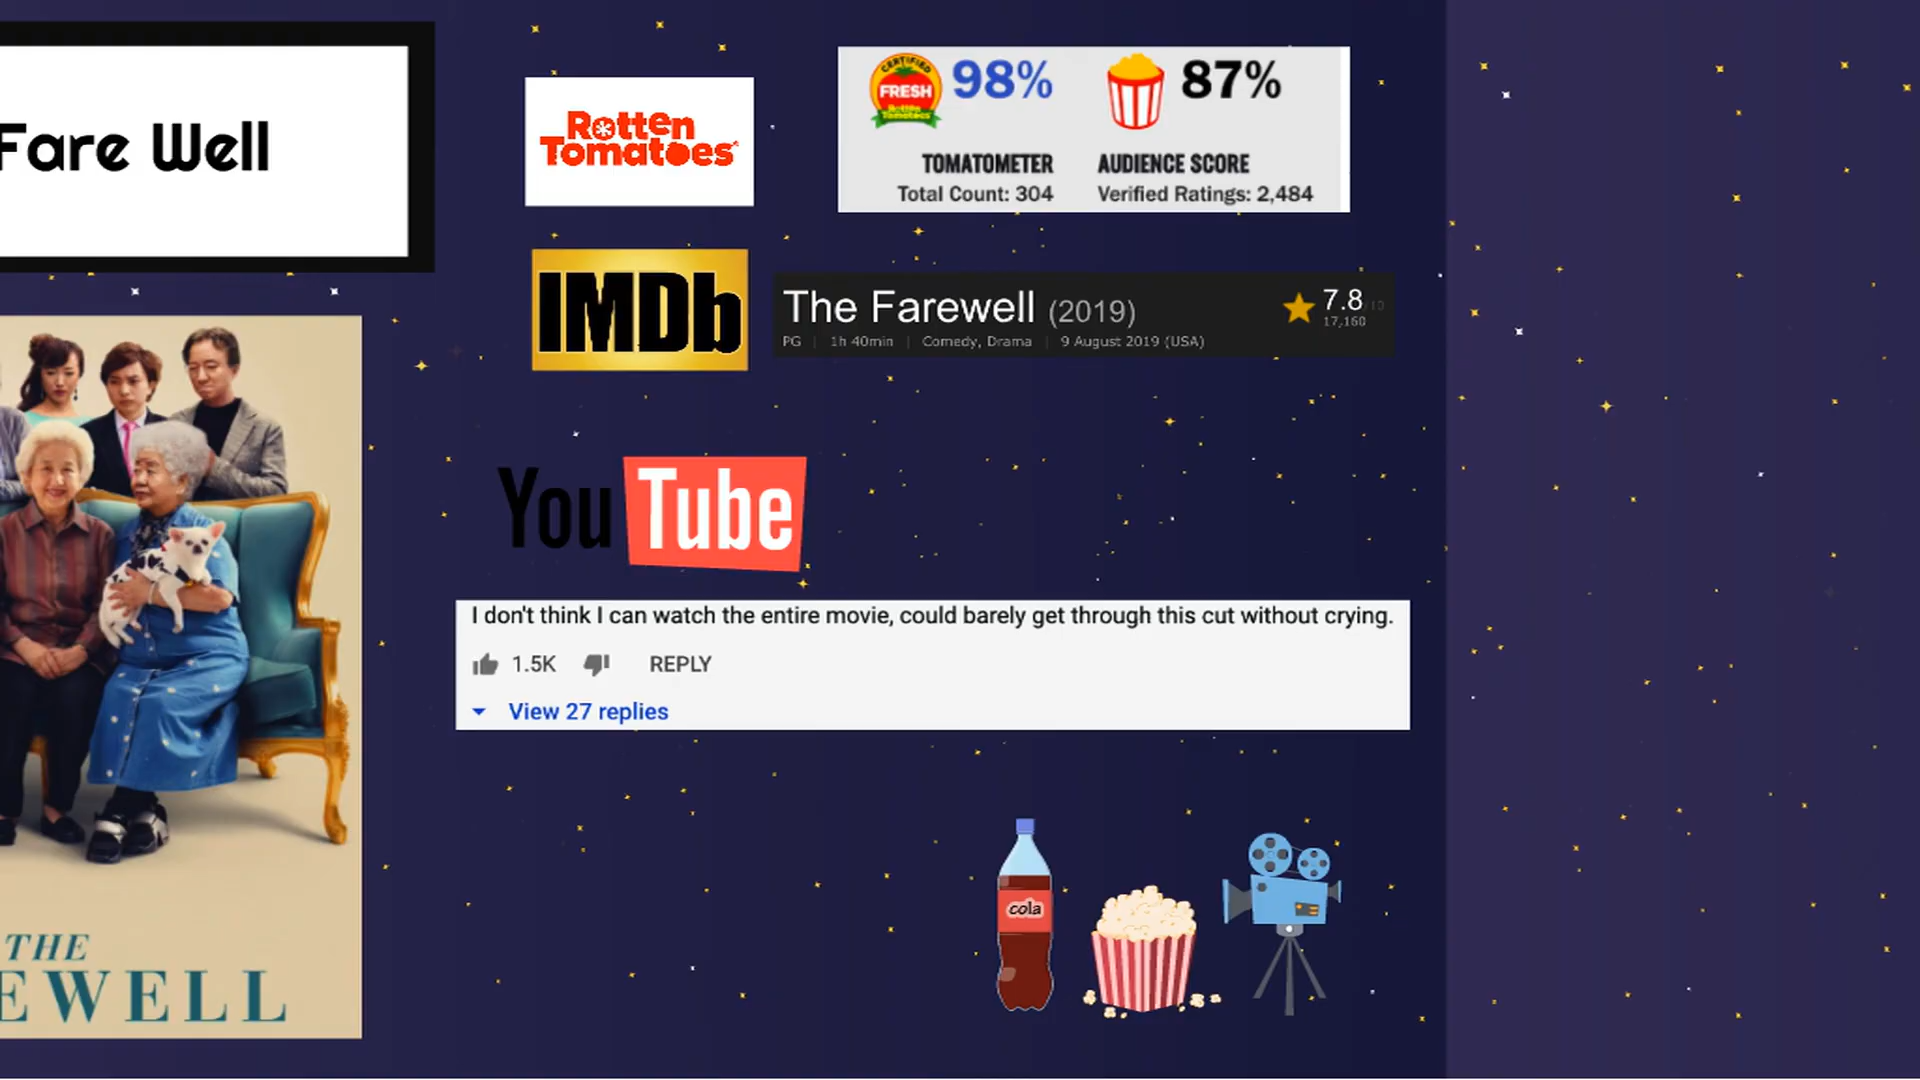 Fare Well
Rotten
Tomatoes
CERTIFIED
FRESH
Rotten
Tomatoes
98%
87%
TOMATOMETER
AUDIENCE SCORE
Total Count: 304
Verified Ratings: 2,484
IMDb
The Farewell (2019)
7.8/10
17,160
PG | 1h 40min | Comedy, Drama | 9 August 2019 (USA)
YouTube
I don't think I can watch the entire movie, could barely get through this cut without crying.
1.5K REPLY
View 27 replies
cola
THE
EWELL